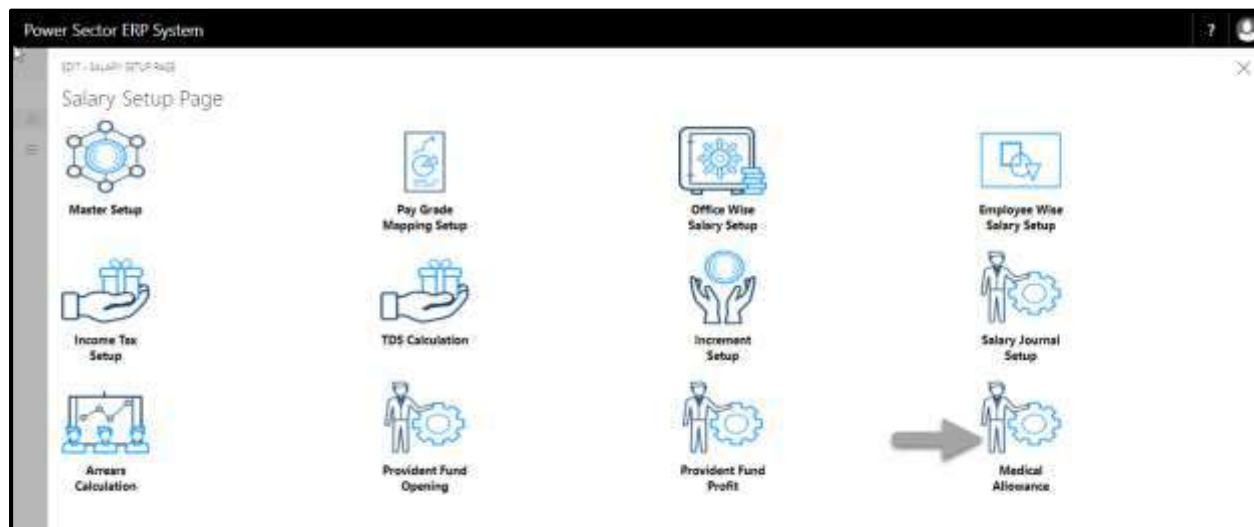 Power Sector ERP System
?
EDIT - SALARY SETUP PAGE
Salary Setup Page
Master Setup
Pay Grade
Mapping Setup
Office Wise
Salary Setup
Employee Wise
Salary Setup
Income Tax
Setup
TDS Calculation
Increment
Setup
Salary Journal
Setup
Arrears
Calculation
Provident Fund
Opening
Provident Fund
Profit
Medical
Allowance